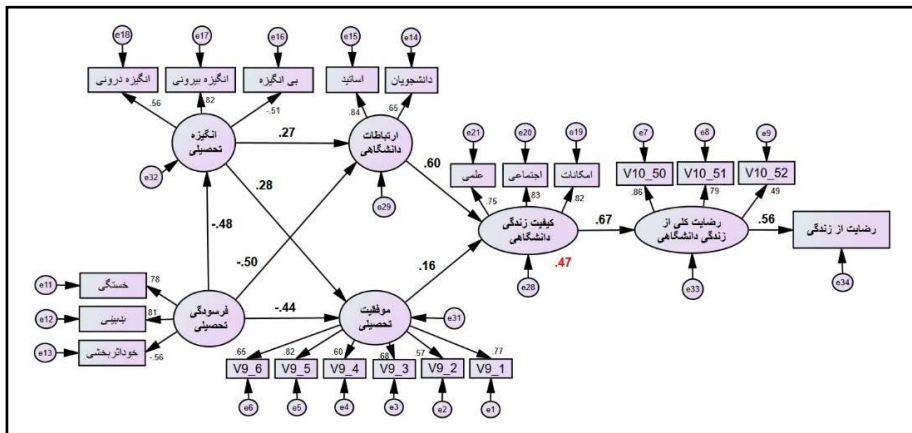 e18
e17
e16
e15
e14
انگیزه درونی
انگیزه بیرونی
بی انگیزه
اساتید
دانشجویان
.56
.82
-.51
.84
.65
انگیزه
تحصیلی
.27
ارتباطات
دانشگاهی
e32
e29
.28
.60
-.48
-.50
e21
e20
e19
علمی
اجتماعی
امکانات
.75
.83
.82
کیفیت زندگی
دانشگاهی
.47
e28
.67
e7
e8
e9
V10_50
V10_51
V10_52
.86
.79
.49
رضایت کلی از
زندگی دانشگاهی
e33
.56
رضایت از زندگی
e34
e11
خستگی
.78
e12
بدبینی
.81
e13
خوداثربخشی
-.56
فرسودگی
تحصیلی
-.44
موفقیت
تحصیلی
e31
.16
.65
.82
.60
.68
.57
.77
V9_6
V9_5
V9_4
V9_3
V9_2
V9_1
e6
e5
e4
e3
e2
e1